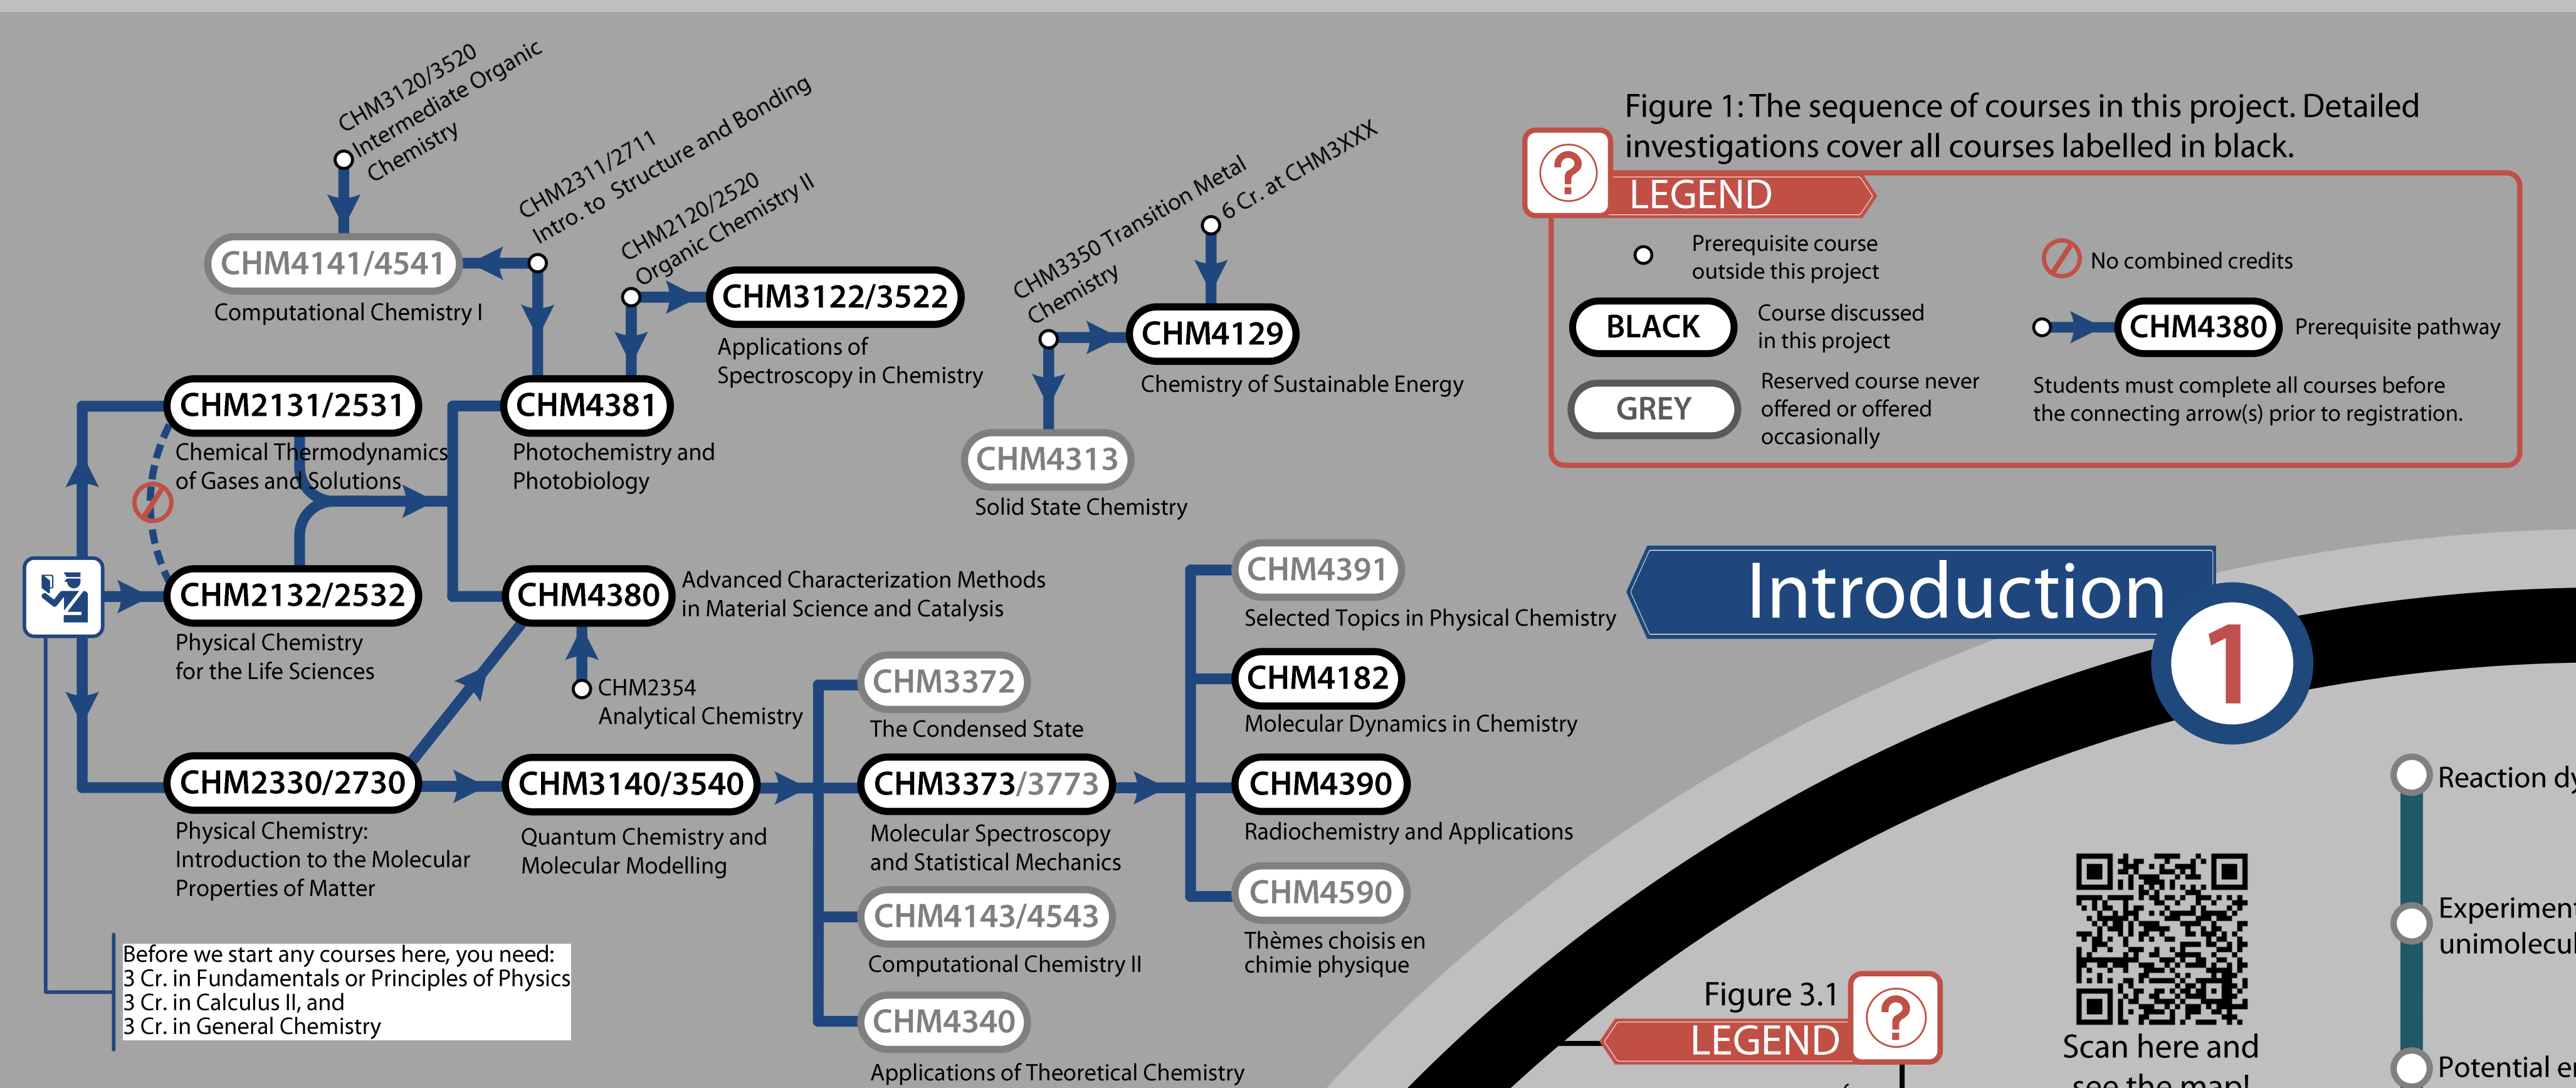 CHM3120/3520
Intermediate Organic
Chemistry
CHM2311/2711
Intro. to Structure and Bonding
CHM2120/2520
Organic Chemistry II
CHM4141/4541
Computational Chemistry I
CHM3122/3522
Applications of
Spectroscopy in Chemistry
CHM3350 Transition Metal
Chemistry
6 Cr. at CHM3XXX
CHM4129
Chemistry of Sustainable Energy
CHM4313
Solid State Chemistry
CHM2131/2531
Chemical Thermodynamics
of Gases and Solutions
CHM4381
Photochemistry and
Photobiology
CHM2132/2532
Physical Chemistry
for the Life Sciences
CHM4380
Advanced Characterization Methods
in Material Science and Catalysis
CHM2354
Analytical Chemistry
CHM2330/2730
Physical Chemistry:
Introduction to the Molecular
Properties of Matter
CHM3140/3540
Quantum Chemistry and
Molecular Modelling
CHM3372
The Condensed State
CHM3373/3773
Molecular Spectroscopy
and Statistical Mechanics
CHM4143/4543
Computational Chemistry II
CHM4340
Applications of Theoretical Chemistry
CHM4391
Selected Topics in Physical Chemistry
CHM4182
Molecular Dynamics in Chemistry
CHM4390
Radiochemistry and Applications
CHM4590
Thèmes choisis en
chimie physique
Before we start any courses here, you need:
3 Cr. in Fundamentals or Principles of Physics
3 Cr. in Calculus II, and
3 Cr. in General Chemistry
Figure 1: The sequence of courses in this project. Detailed
investigations cover all courses labelled in black.
?
LEGEND
Prerequisite course
outside this project
No combined credits
BLACK
Course discussed
in this project
CHM4380
Prerequisite pathway
GREY
Reserved course never
offered or offered
occasionally
Students must complete all courses before
the connecting arrow(s) prior to registration.
Introduction
1
Reaction
Potential
Figure 3.1
?
LEGEND
Scan here and
see the map!